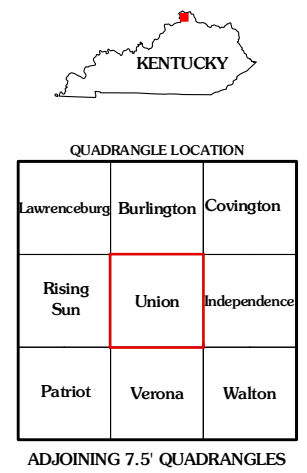 KENTUCKY
QUADRANGLE LOCATION
Lawrenceburg Burlington Covington
Rising Sun Union Independence
Patriot Verona Walton
ADJOINING 7.5' QUADRANGLES